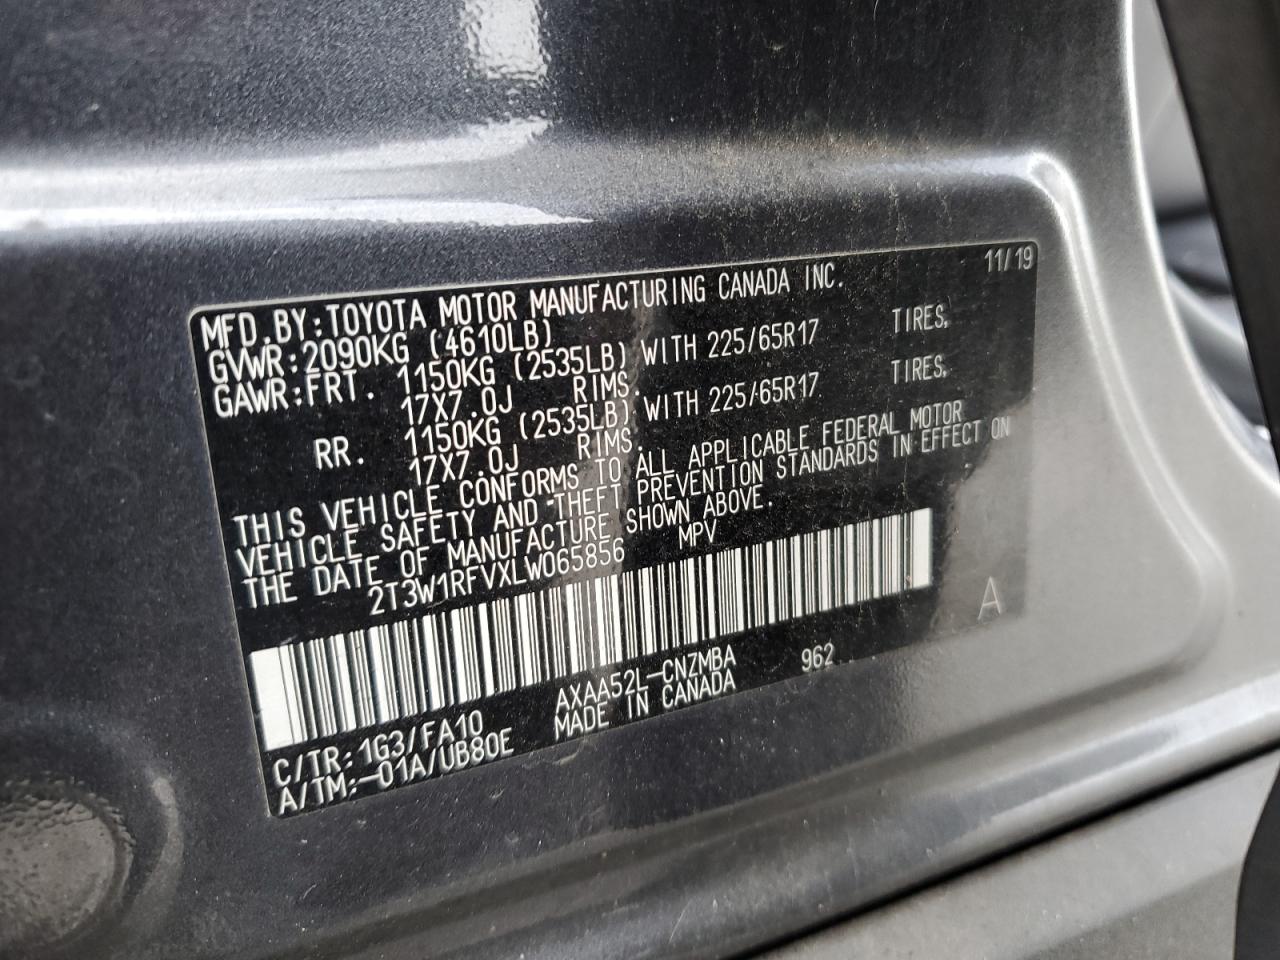 11/19
MFD.BY:TOYOTA MOTOR MANUFACTURING CANADA INC.
GVWR:2090KG (4610LB)
GAWR:FRT. 1150KG (2535LB) WITH 225/65R17 TIRES,
17X7.0J RIMS.
RR. 1150KG (2535LB) WITH 225/65R17 TIRES,
17X7.0J RIMS.
THIS VEHICLE CONFORMS TO ALL APPLICABLE FEDERAL MOTOR
VEHICLE SAFETY AND THEFT PREVENTION STANDARDS IN EFFECT ON
THE DATE OF MANUFACTURE SHOWN ABOVE.
2T3W1RFVXLW065856 MPV
A
C/TR:1G3/FA10 AXAA52L-CNZMBA 962
A/TM:-01A/UB80E MADE IN CANADA